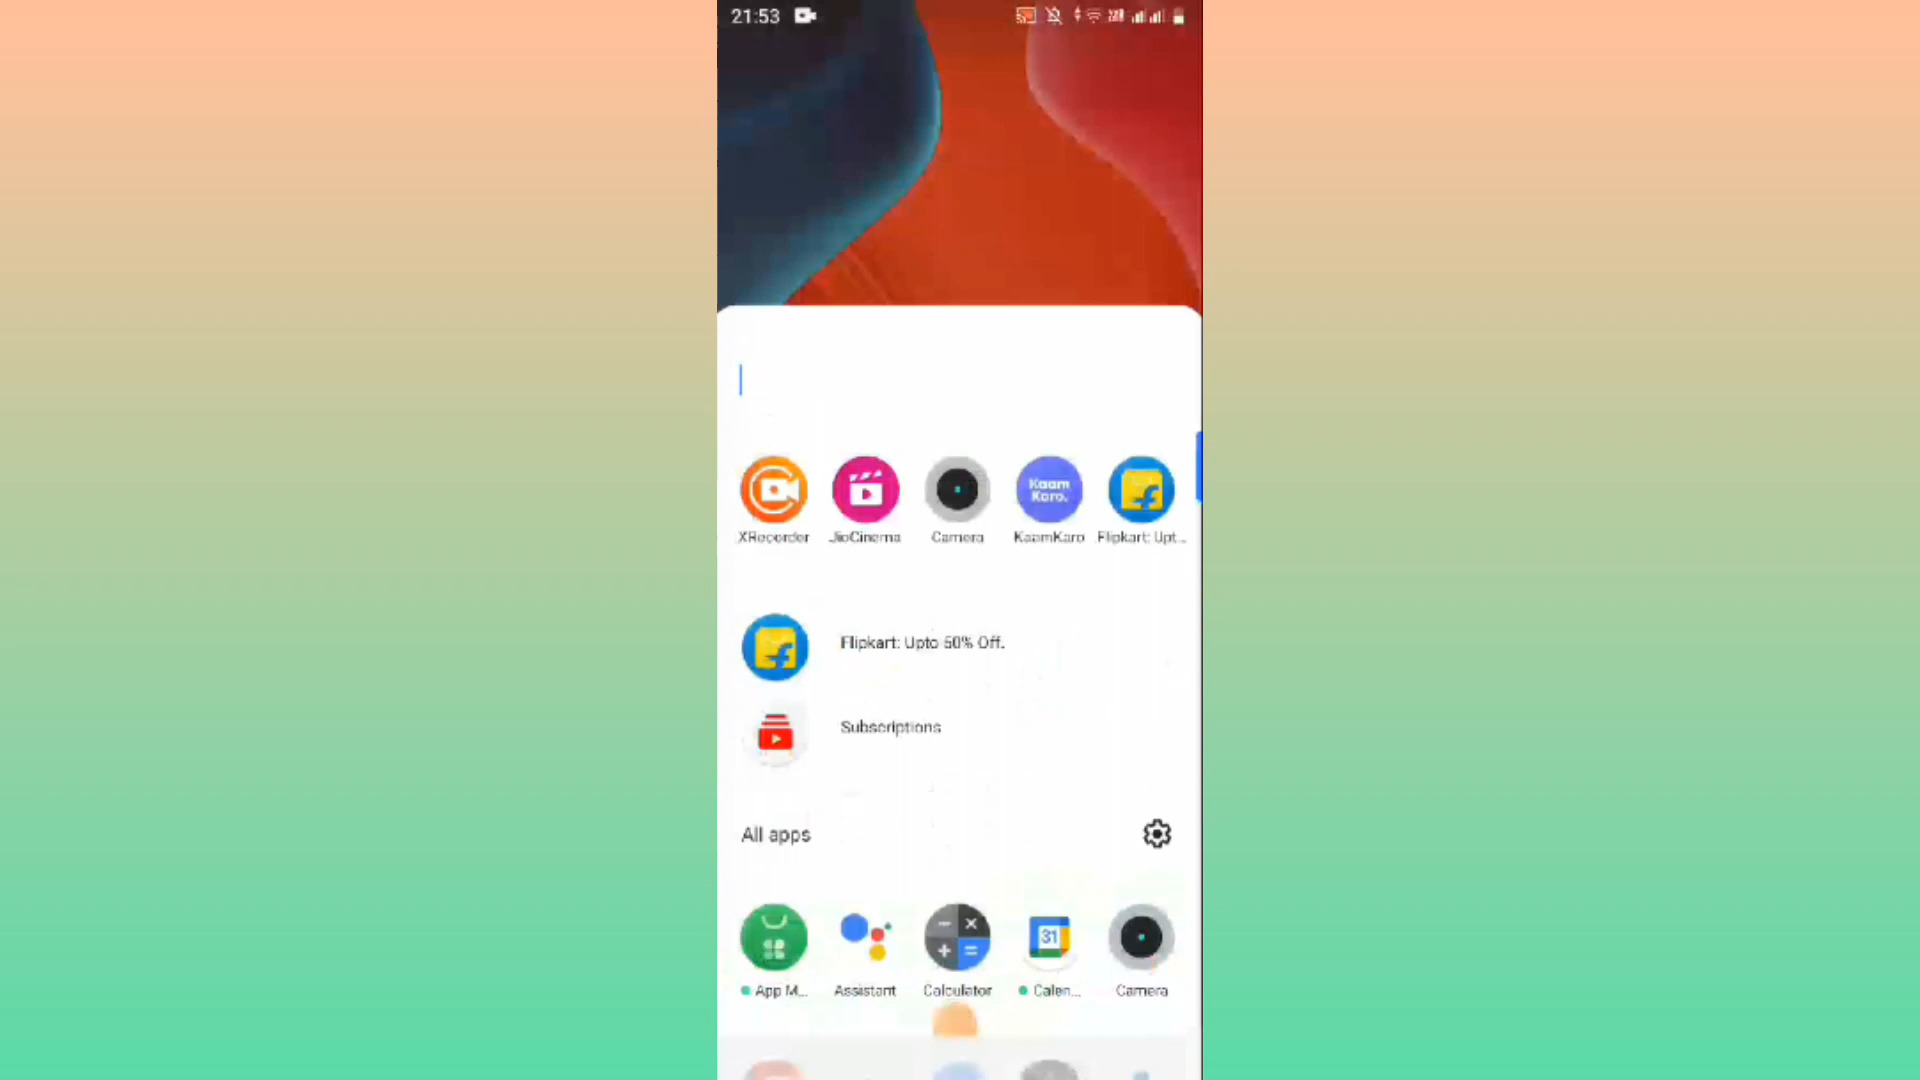 21:53
XRecorder JioCinema Camera KaamKaro Flipkart: Upt...
Kaam
Karo.
Flipkart: Upto 50% Off.
Subscriptions
All apps
31
App M... Assistant Calculator Calen... Camera